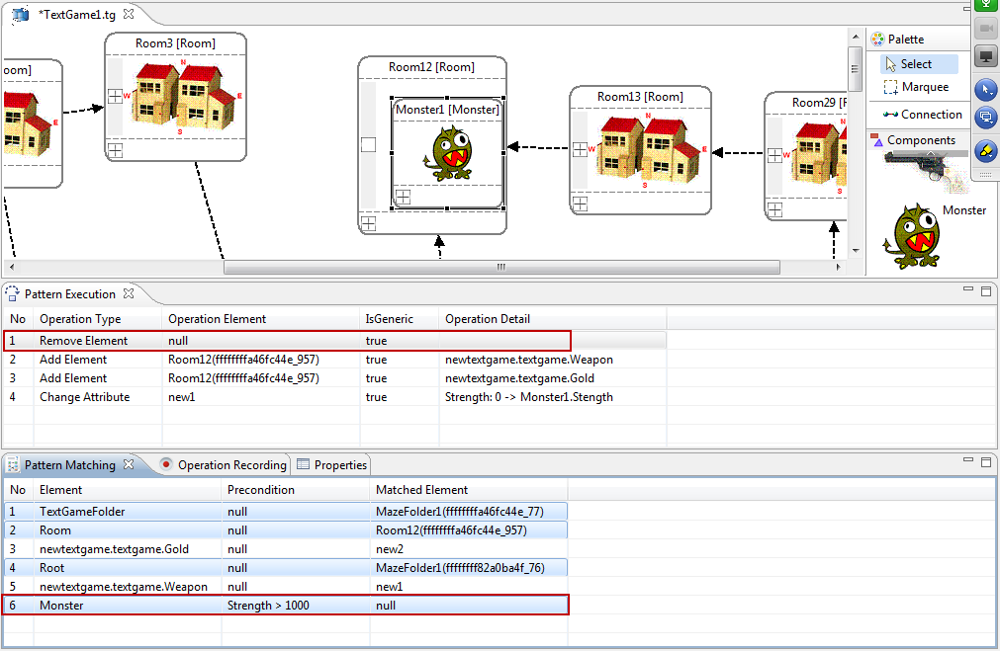 *TextGame1.tg
Room3 [Room]
N
W E
S
oom]
E
Room12 [Room]
Monster1 [Monster]
Room13 [Room]
N
W E
S
Room29 [F
W
Palette
Select
Marquee
Connection
Components
Monster
Pattern Execution
No Operation Type Operation Element IsGeneric Operation Detail
1 Remove Element null true
2 Add Element Room12(ffffffffa46fc44e_957) true newtextgame.textgame.Weapon
3 Add Element Room12(ffffffffa46fc44e_957) true newtextgame.textgame.Gold
4 Change Attribute new1 true Strength: 0 -> Monster1.Stength
Pattern Matching Operation Recording Properties
No Element Precondition Matched Element
1 TextGameFolder null MazeFolder1(ffffffffa46fc44e_77)
2 Room null Room12(ffffffffa46fc44e_957)
3 newtextgame.textgame.Gold null new2
4 Root null MazeFolder1(ffffffff82a0ba4f_76)
5 newtextgame.textgame.Weapon null new1
6 Monster Strength > 1000 null